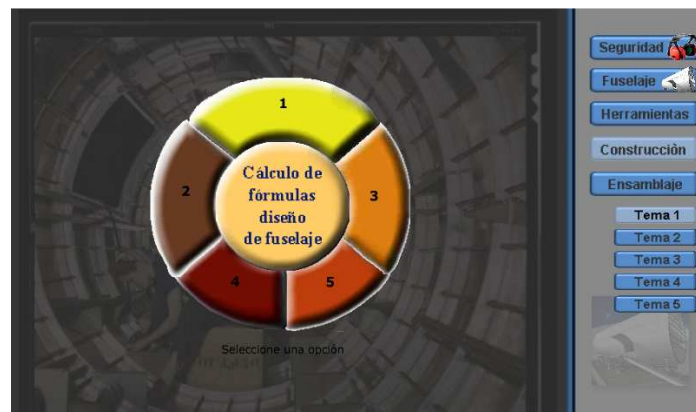 1
2
3
4
5
Cálculo de
fórmulas
diseño
de fuselaje
Seleccione una opción
Seguridad
Fuselaje
Herramientas
Construcciòn
Ensamblaje
Tema 1
Tema 2
Tema 3
Tema 4
Tema 5